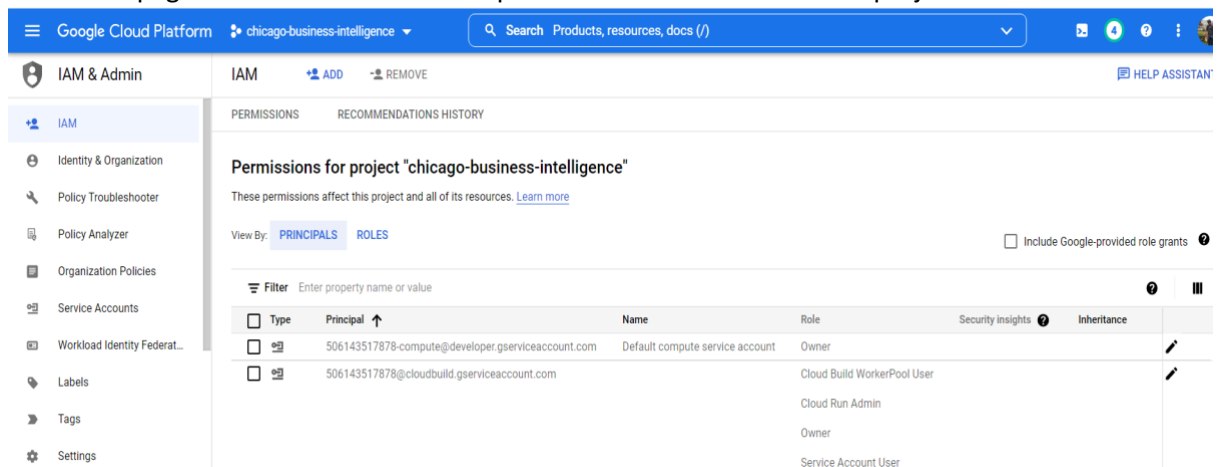 Google Cloud Platform chicago-business-intelligence Search Products, resources, docs (/) 4
IAM & Admin IAM ADD REMOVE HELP ASSISTANT
IAM PERMISSIONS RECOMMENDATIONS HISTORY
Identity & Organization
Permissions for project "chicago-business-intelligence"
Policy Troubleshooter These permissions affect this project and all of its resources. Learn more
Policy Analyzer View By: PRINCIPALS ROLES Include Google-provided role grants
Organization Policies
Filter Enter property name or value
Service Accounts
Type Principal Name Role Security insights Inheritance
Workload Identity Federat... 506143517878-compute@developer.gserviceaccount.com Default compute service account Owner
506143517878@cloudbuild.gserviceaccount.com Cloud Build WorkerPool User
Labels
Cloud Run Admin
Tags
Owner
Settings Service Account User